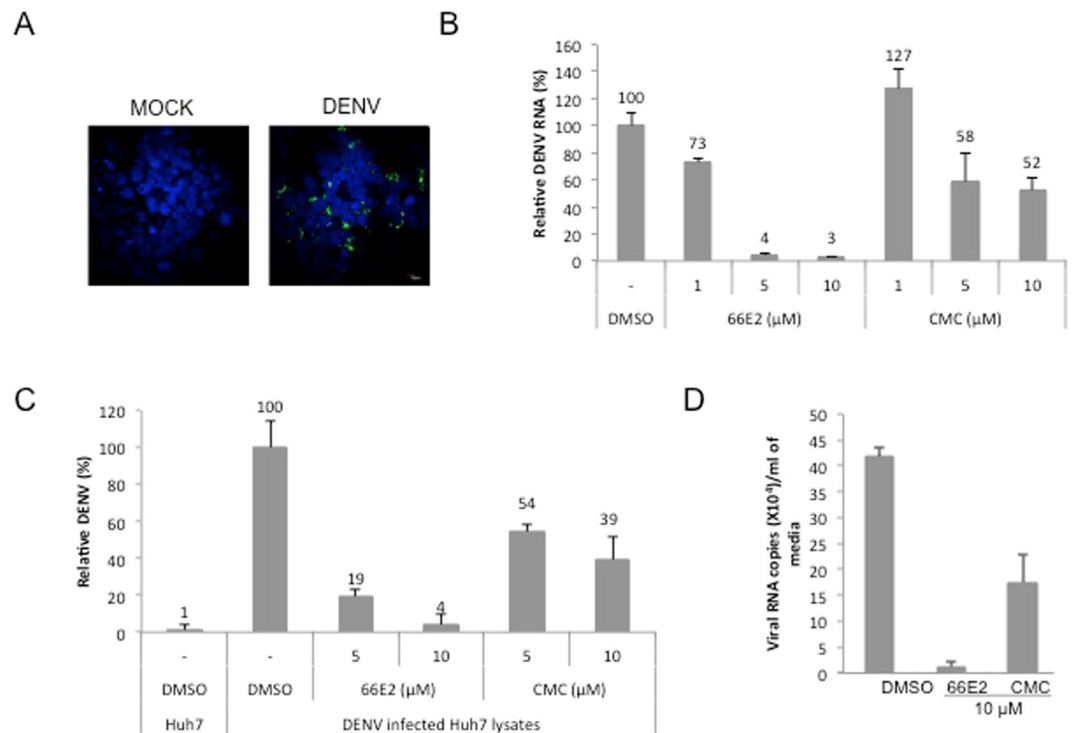 A
MOCK DENV
B
Relative DENV RNA (%)
160
140
120
100
80
60
40
20
0
100
73
4
3
127
58
52
- 1 5 10 1 5 10
DMSO 66E2 (µM) CMC (µM)
C
Relative DENV (%)
120
100
80
60
40
20
0
1
100
19
4
54
39
- - 5 10 5 10
DMSO DMSO 66E2 (µM) CMC (µM)
Huh7 DENV infected Huh7 lysates
D
Viral RNA copies (X10⁴)/ml of
media
50
45
40
35
30
25
20
15
10
5
0
DMSO 66E2 CMC
10 µM